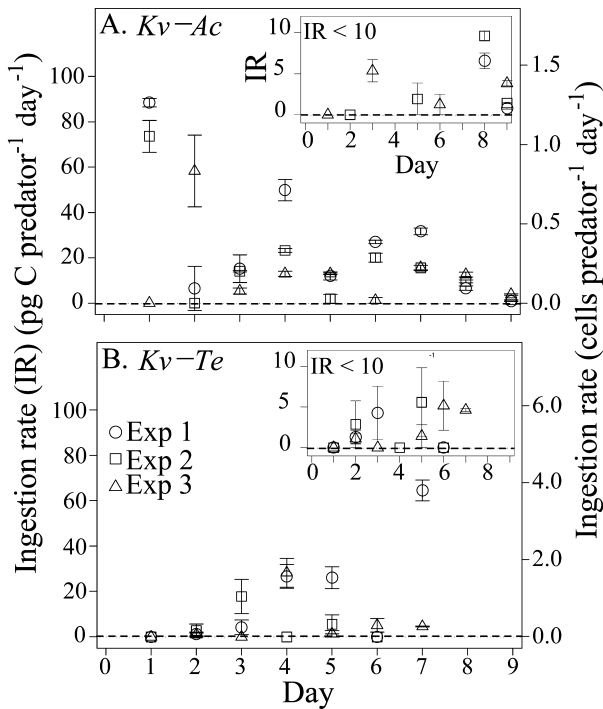 A. Kv−Ac
IR < 10
IR
10
5
0
0 2 4 6 8
Day
100
80
60
40
20
0
1.5
1.0
0.5
0.0
Ingestion rate (IR) (pg C predator⁻¹ day⁻¹)
Ingestion rate (cells predator⁻¹ day⁻¹)
B. Kv−Te
IR < 10
-1
10
5
0
0 2 4 6 8
Exp 1
Exp 2
Exp 3
100
80
60
40
20
0
6.0
4.0
2.0
0.0
0 1 2 3 4 5 6 7 8 9
Day